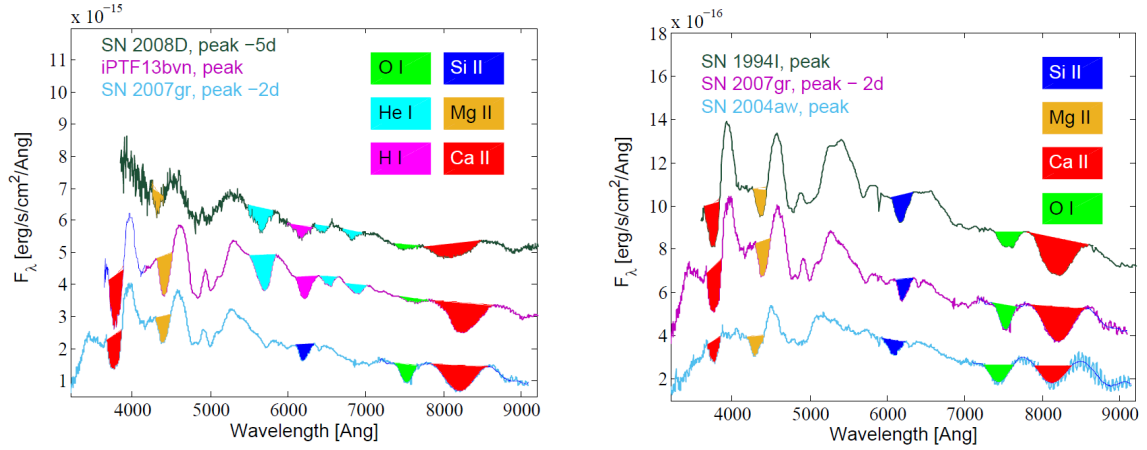 x 10⁻¹⁵
SN 2008D, peak −5d
iPTF13bvn, peak
SN 2007gr, peak −2d
O I
Si II
He I
Mg II
H I
Ca II
11
10
9
8
7
6
5
4
3
2
1
F_λ [erg/s/cm²/Ang]
4000 5000 6000 7000 8000 9000
Wavelength [Ang]
x 10⁻¹⁶
SN 1994I, peak
SN 2007gr, peak − 2d
SN 2004aw, peak
Si II
Mg II
Ca II
O I
18
16
14
12
10
8
6
4
2
F_λ [erg/s/cm²/Ang]
4000 5000 6000 7000 8000 9000
Wavelength [Ang]